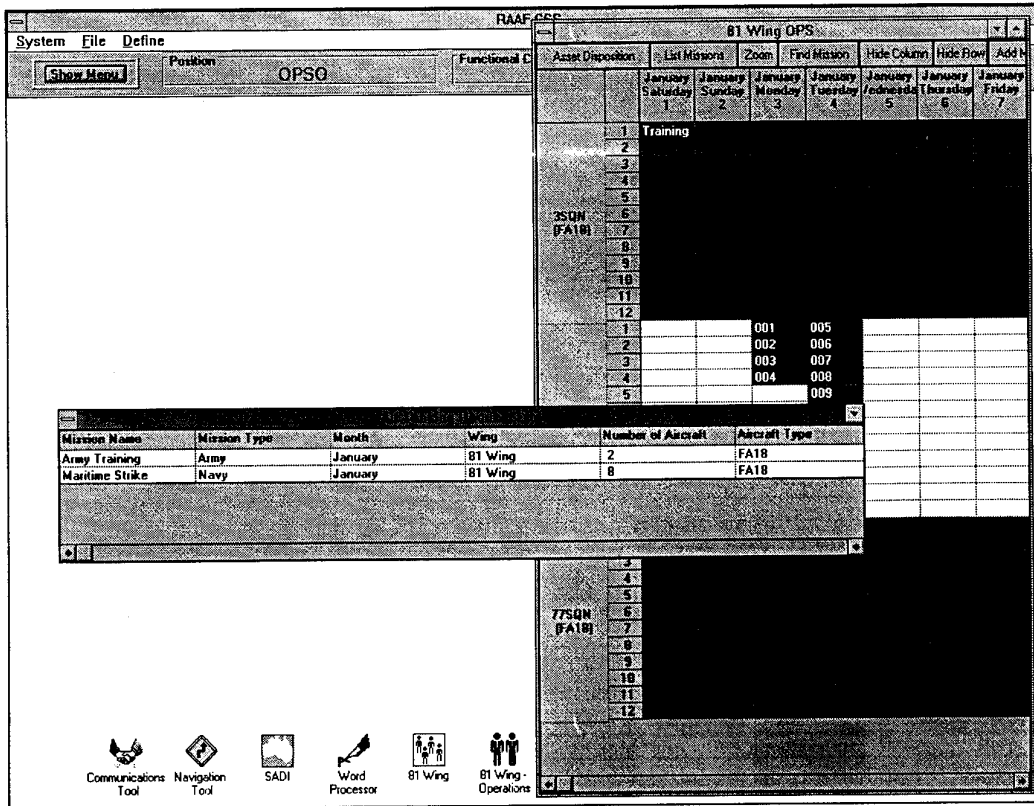 RAAF CSS
System File Define
Show Menu
Position
OPSO
Functional C
81 Wing OPS
Asset Disposition List Missions Zoom Find Mission Hide Column Hide Row Add M
January Saturday 1
January Sunday 2
January Monday 3
January Tuesday 4
January /ednesda 5
January Thursday 6
January Friday 7
3SQN (FA18)
1 Training
2
3
4
5
6
7
8
9
10
11
12
1 001 005
2 002 006
3 003 007
4 004 008
5 009
Mission Name Mission Type Month Wing Number of Aircraft Aircraft Type
Army Training Army January 81 Wing 2 FA18
Maritime Strike Navy January 81 Wing 8 FA18
77SQN (FA18)
3
4
5
6
7
8
9
10
11
12
Communications Tool
Navigation Tool
SADI
Word Processor
81 Wing
81 Wing - Operations